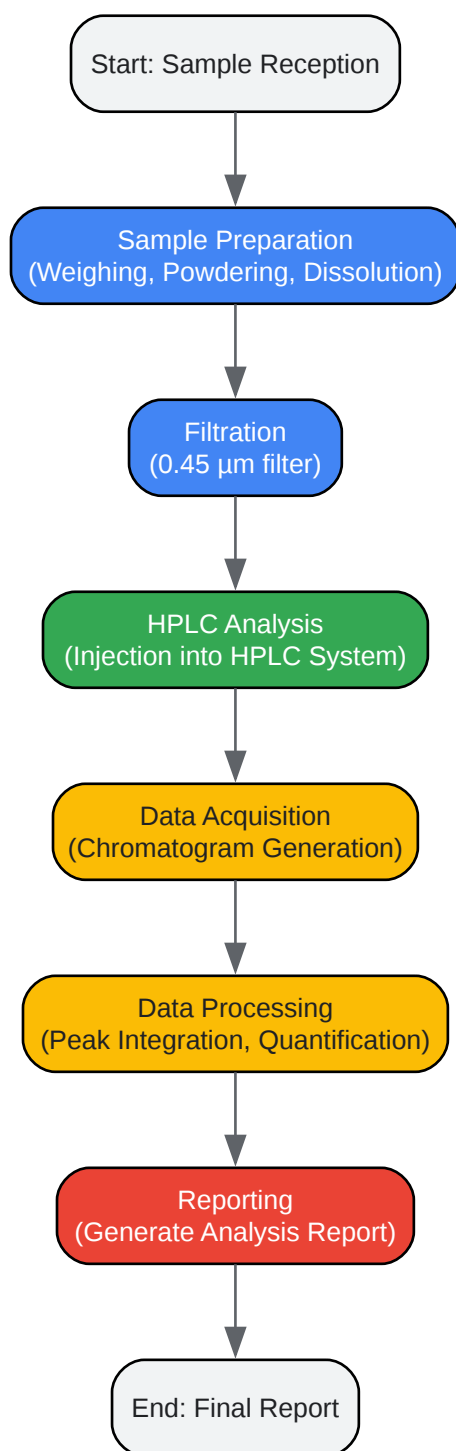 Start: Sample Reception
Sample Preparation
(Weighing, Powdering, Dissolution)
Filtration
(0.45 µm filter)
HPLC Analysis
(Injection into HPLC System)
Data Acquisition
(Chromatogram Generation)
Data Processing
(Peak Integration, Quantification)
Reporting
(Generate Analysis Report)
End: Final Report